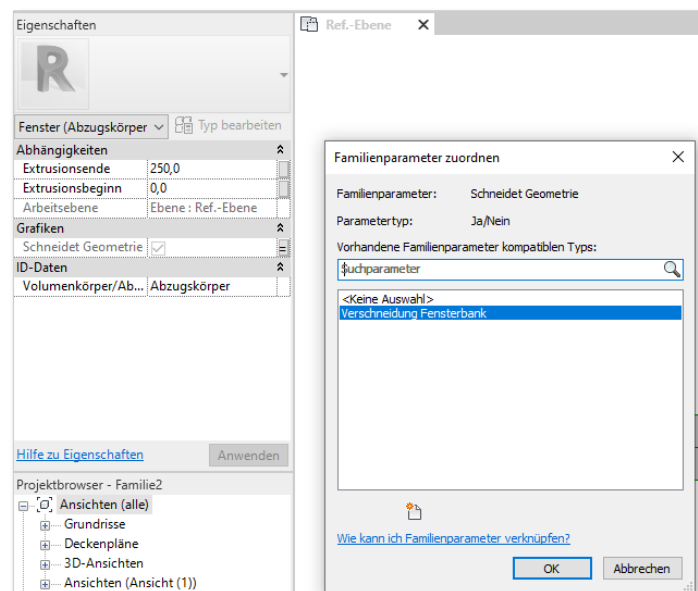 Eigenschaften
R
Fenster (Abzugskörper
Typ bearbeiten
Abhängigkeiten
Extrusionsende 250,0
Extrusionsbeginn 0,0
Arbeitsebene Ebene : Ref.-Ebene
Grafiken
Schneidet Geometrie =
ID-Daten
Volumenkörper/Ab... Abzugskörper
Hilfe zu Eigenschaften
Anwenden
Projektbrowser - Familie2
Ansichten (alle)
Grundrisse
Deckenpläne
3D-Ansichten
Ansichten (Ansicht (1))
Ref.-Ebene X
Familienparameter zuordnen
Familienparameter: Schneidet Geometrie
Parametertyp: Ja/Nein
Vorhandene Familienparameter kompatiblen Typs:
Suchparameter
<Keine Auswahl>
Verschneidung Fensterbank
Wie kann ich Familienparameter verknüpfen?
OK
Abbrechen